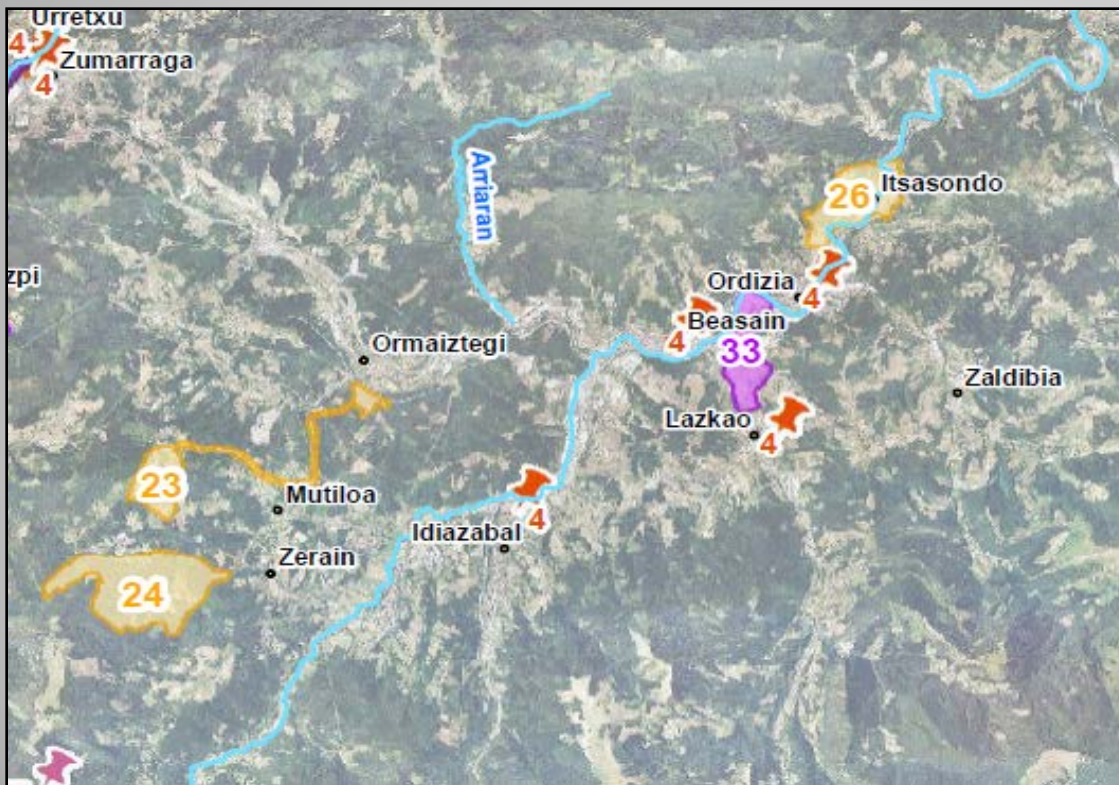 Urretxu
4
Zumarraga
4
Arriaran
Itsasondo
26
zpi
Ordizia
4
Beasain
4
33
Ormaiztegi
Zaldibia
Lazkao
4
23
Mutiloa
4
Idiazabal
Zerain
24